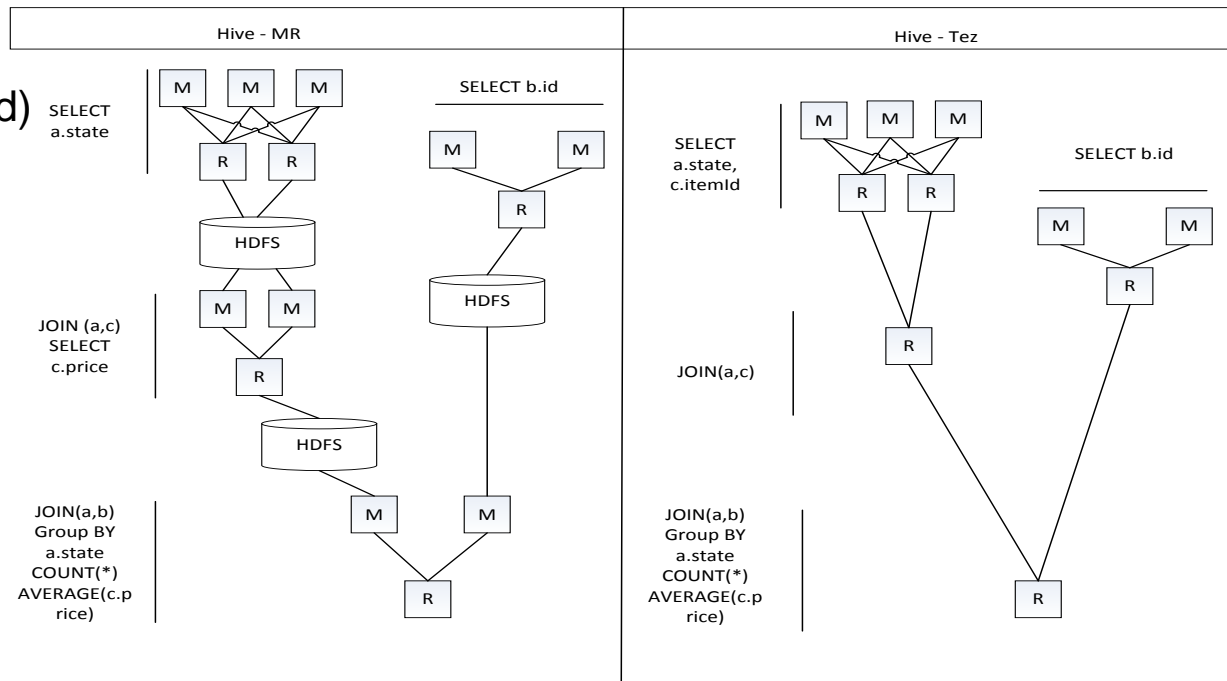 Hive - MR
Hive - Tez
d)
SELECT
a.state
M
M
M
R
R
HDFS
SELECT b.id
M
M
R
HDFS
JOIN (a,c)
SELECT
c.price
M
M
R
HDFS
JOIN(a,b)
Group BY
a.state
COUNT(*)
AVERAGE(c.p
rice)
M
M
R
SELECT
a.state,
c.itemId
M
M
M
R
R
SELECT b.id
M
M
R
JOIN(a,c)
R
JOIN(a,b)
Group BY
a.state
COUNT(*)
AVERAGE(c.p
rice)
R